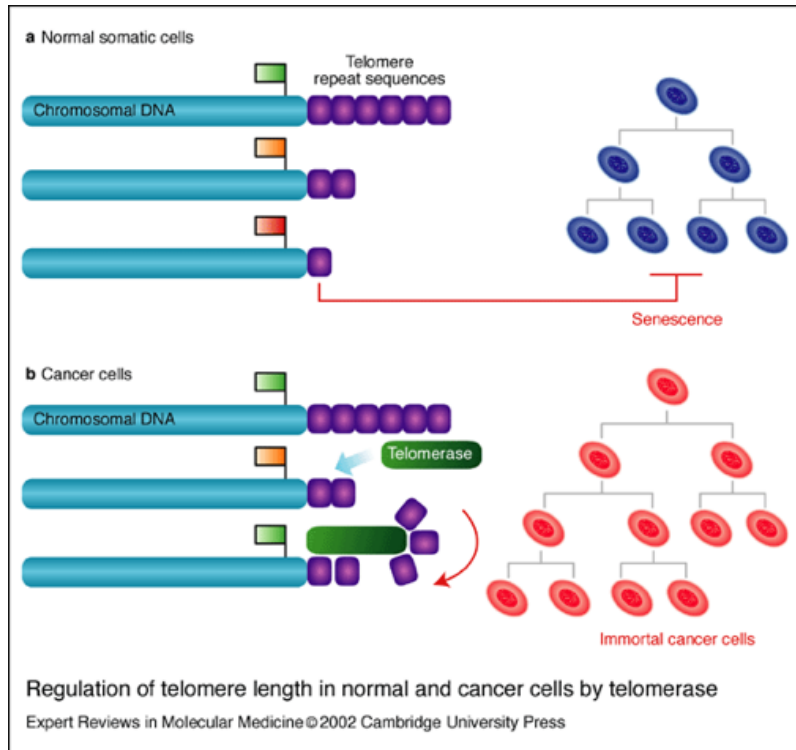 a Normal somatic cells
Telomere
repeat sequences
Chromosomal DNA
Senescence
b Cancer cells
Chromosomal DNA
Telomerase
Immortal cancer cells
Regulation of telomere length in normal and cancer cells by telomerase
Expert Reviews in Molecular Medicine © 2002 Cambridge University Press